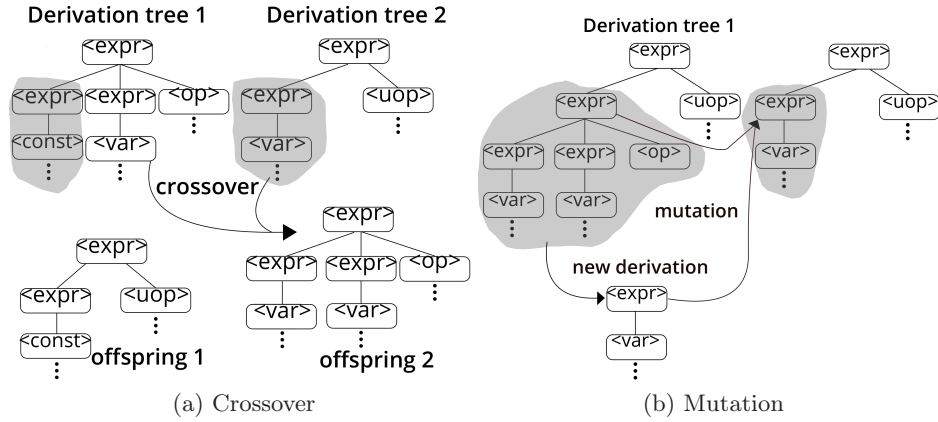 Derivation tree 1
<expr>
<expr> <expr> <op>
<const> <var>
Derivation tree 2
<expr>
<expr> <uop>
<var>
crossover
<expr>
<expr> <uop>
<const>
offspring 1
<expr>
<expr> <expr> <op>
<var> <var>
offspring 2
(a) Crossover
Derivation tree 1
<expr>
<expr> <uop>
<expr> <expr> <op>
<var> <var>
<expr>
<expr> <uop>
<var>
mutation
new derivation
<expr>
<var>
(b) Mutation